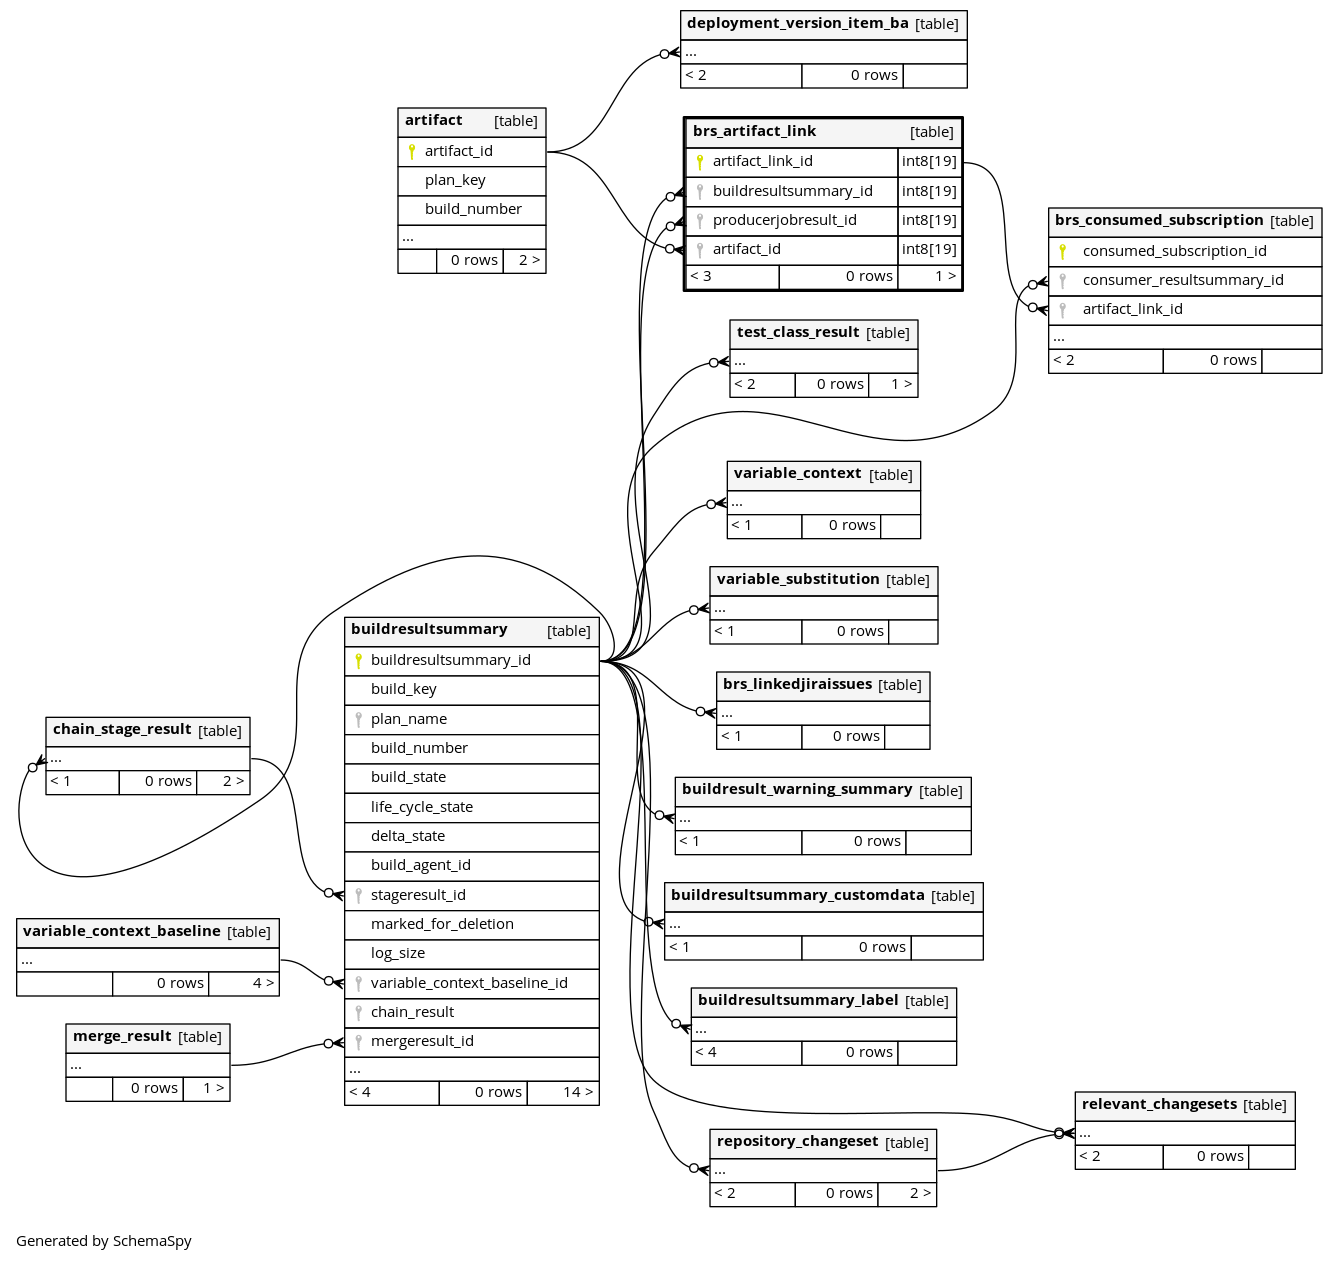 deployment_version_item_ba [table]
...
< 2 0 rows
artifact [table]
artifact_id
plan_key
build_number
...
0 rows 2 >
brs_artifact_link [table]
artifact_link_id int8[19]
buildresultsummary_id int8[19]
producerjobresult_id int8[19]
artifact_id int8[19]
< 3 0 rows 1 >
brs_consumed_subscription [table]
consumed_subscription_id
consumer_resultsummary_id
artifact_link_id
...
< 2 0 rows
test_class_result [table]
...
< 2 0 rows 1 >
variable_context [table]
...
< 1 0 rows
variable_substitution [table]
...
< 1 0 rows
buildresultsummary [table]
buildresultsummary_id
build_key
plan_name
build_number
build_state
life_cycle_state
delta_state
build_agent_id
stageresult_id
marked_for_deletion
log_size
variable_context_baseline_id
chain_result
mergeresult_id
...
< 4 0 rows 14 >
brs_linkedjiraissues [table]
...
< 1 0 rows
chain_stage_result [table]
...
< 1 0 rows 2 >
buildresult_warning_summary [table]
...
< 1 0 rows
buildresultsummary_customdata [table]
...
< 1 0 rows
variable_context_baseline [table]
...
0 rows 4 >
buildresultsummary_label [table]
...
< 4 0 rows
merge_result [table]
...
0 rows 1 >
relevant_changesets [table]
...
< 2 0 rows
repository_changeset [table]
...
< 2 0 rows 2 >
Generated by SchemaSpy